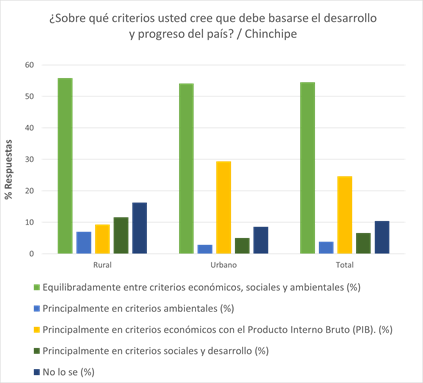 ¿Sobre qué criterios usted cree que debe basarse el desarrollo
y progreso del país? / Chinchipe
% Respuestas
60
50
40
30
20
10
0
Rural
Urbano
Total
Equilibradamente entre criterios económicos, sociales y ambientales (%)
Principalmente en criterios ambientales (%)
Principalmente en criterios económicos con el Producto Interno Bruto (PIB). (%)
Principalmente en criterios sociales y desarrollo (%)
No lo se (%)